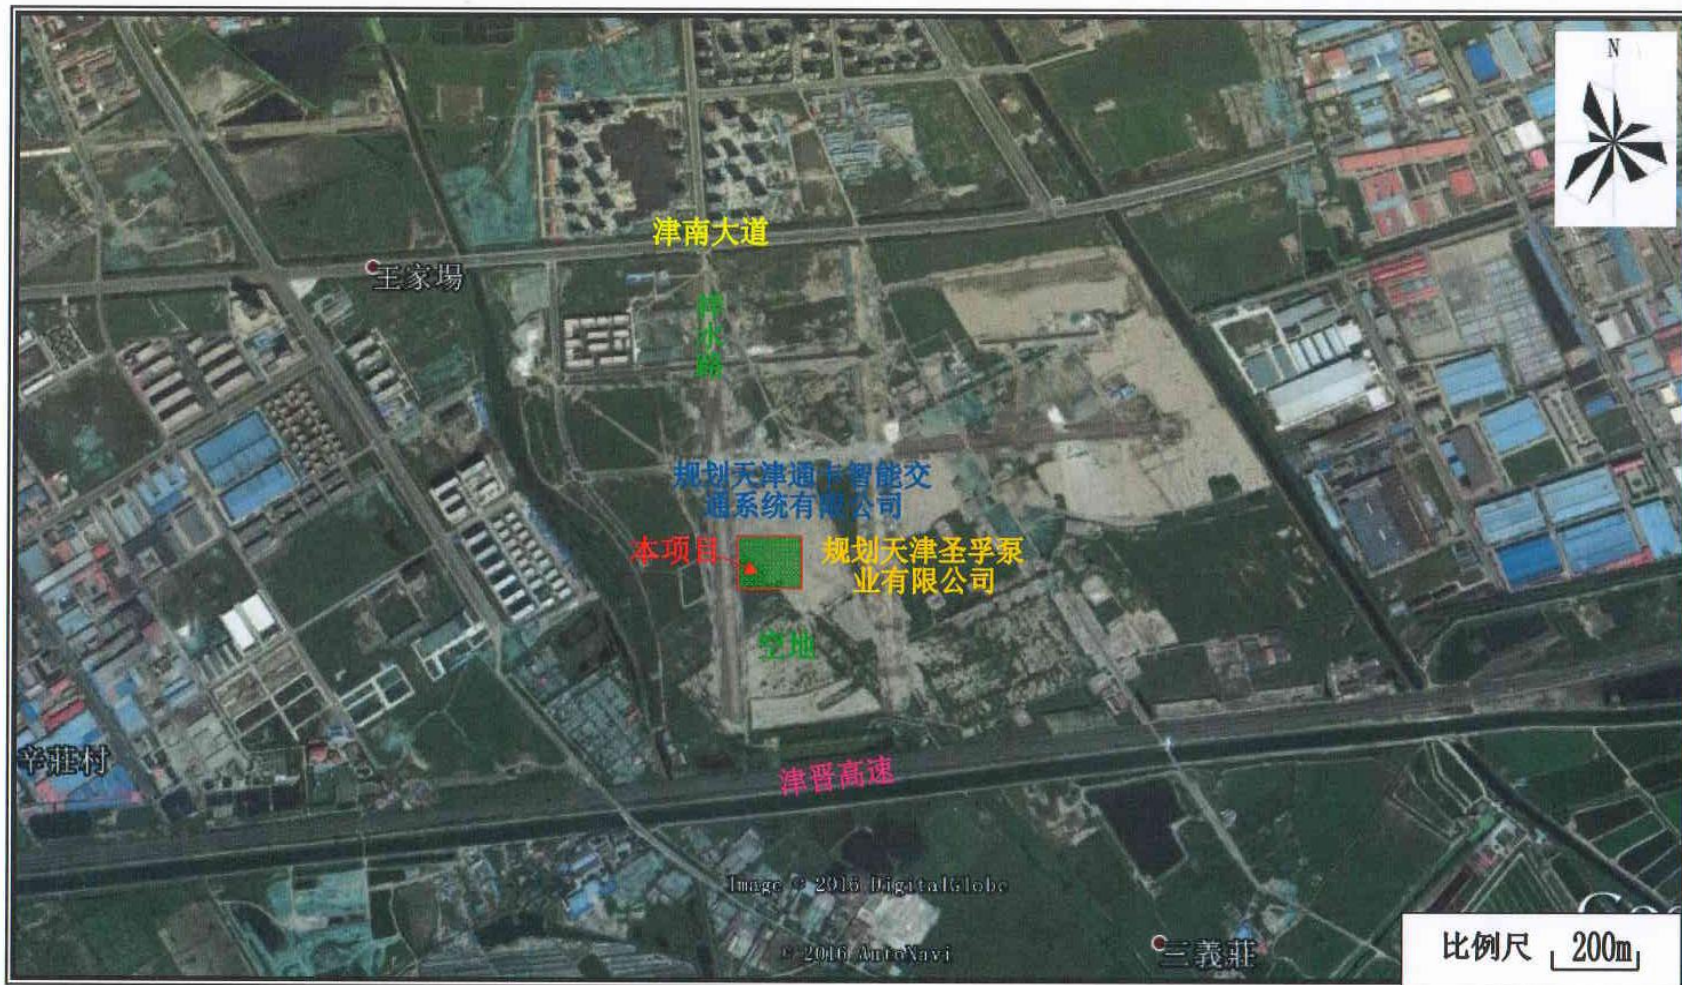 N
津南大道
王家場
水路
规划天津通卡智能交
通系统有限公司
本项目
规划天津圣孚泵
业有限公司
空地
辛莊村
津晋高速
Image © 2016 DigitalGlobe
© 2016 AutoNavi
三義莊
比例尺 200m